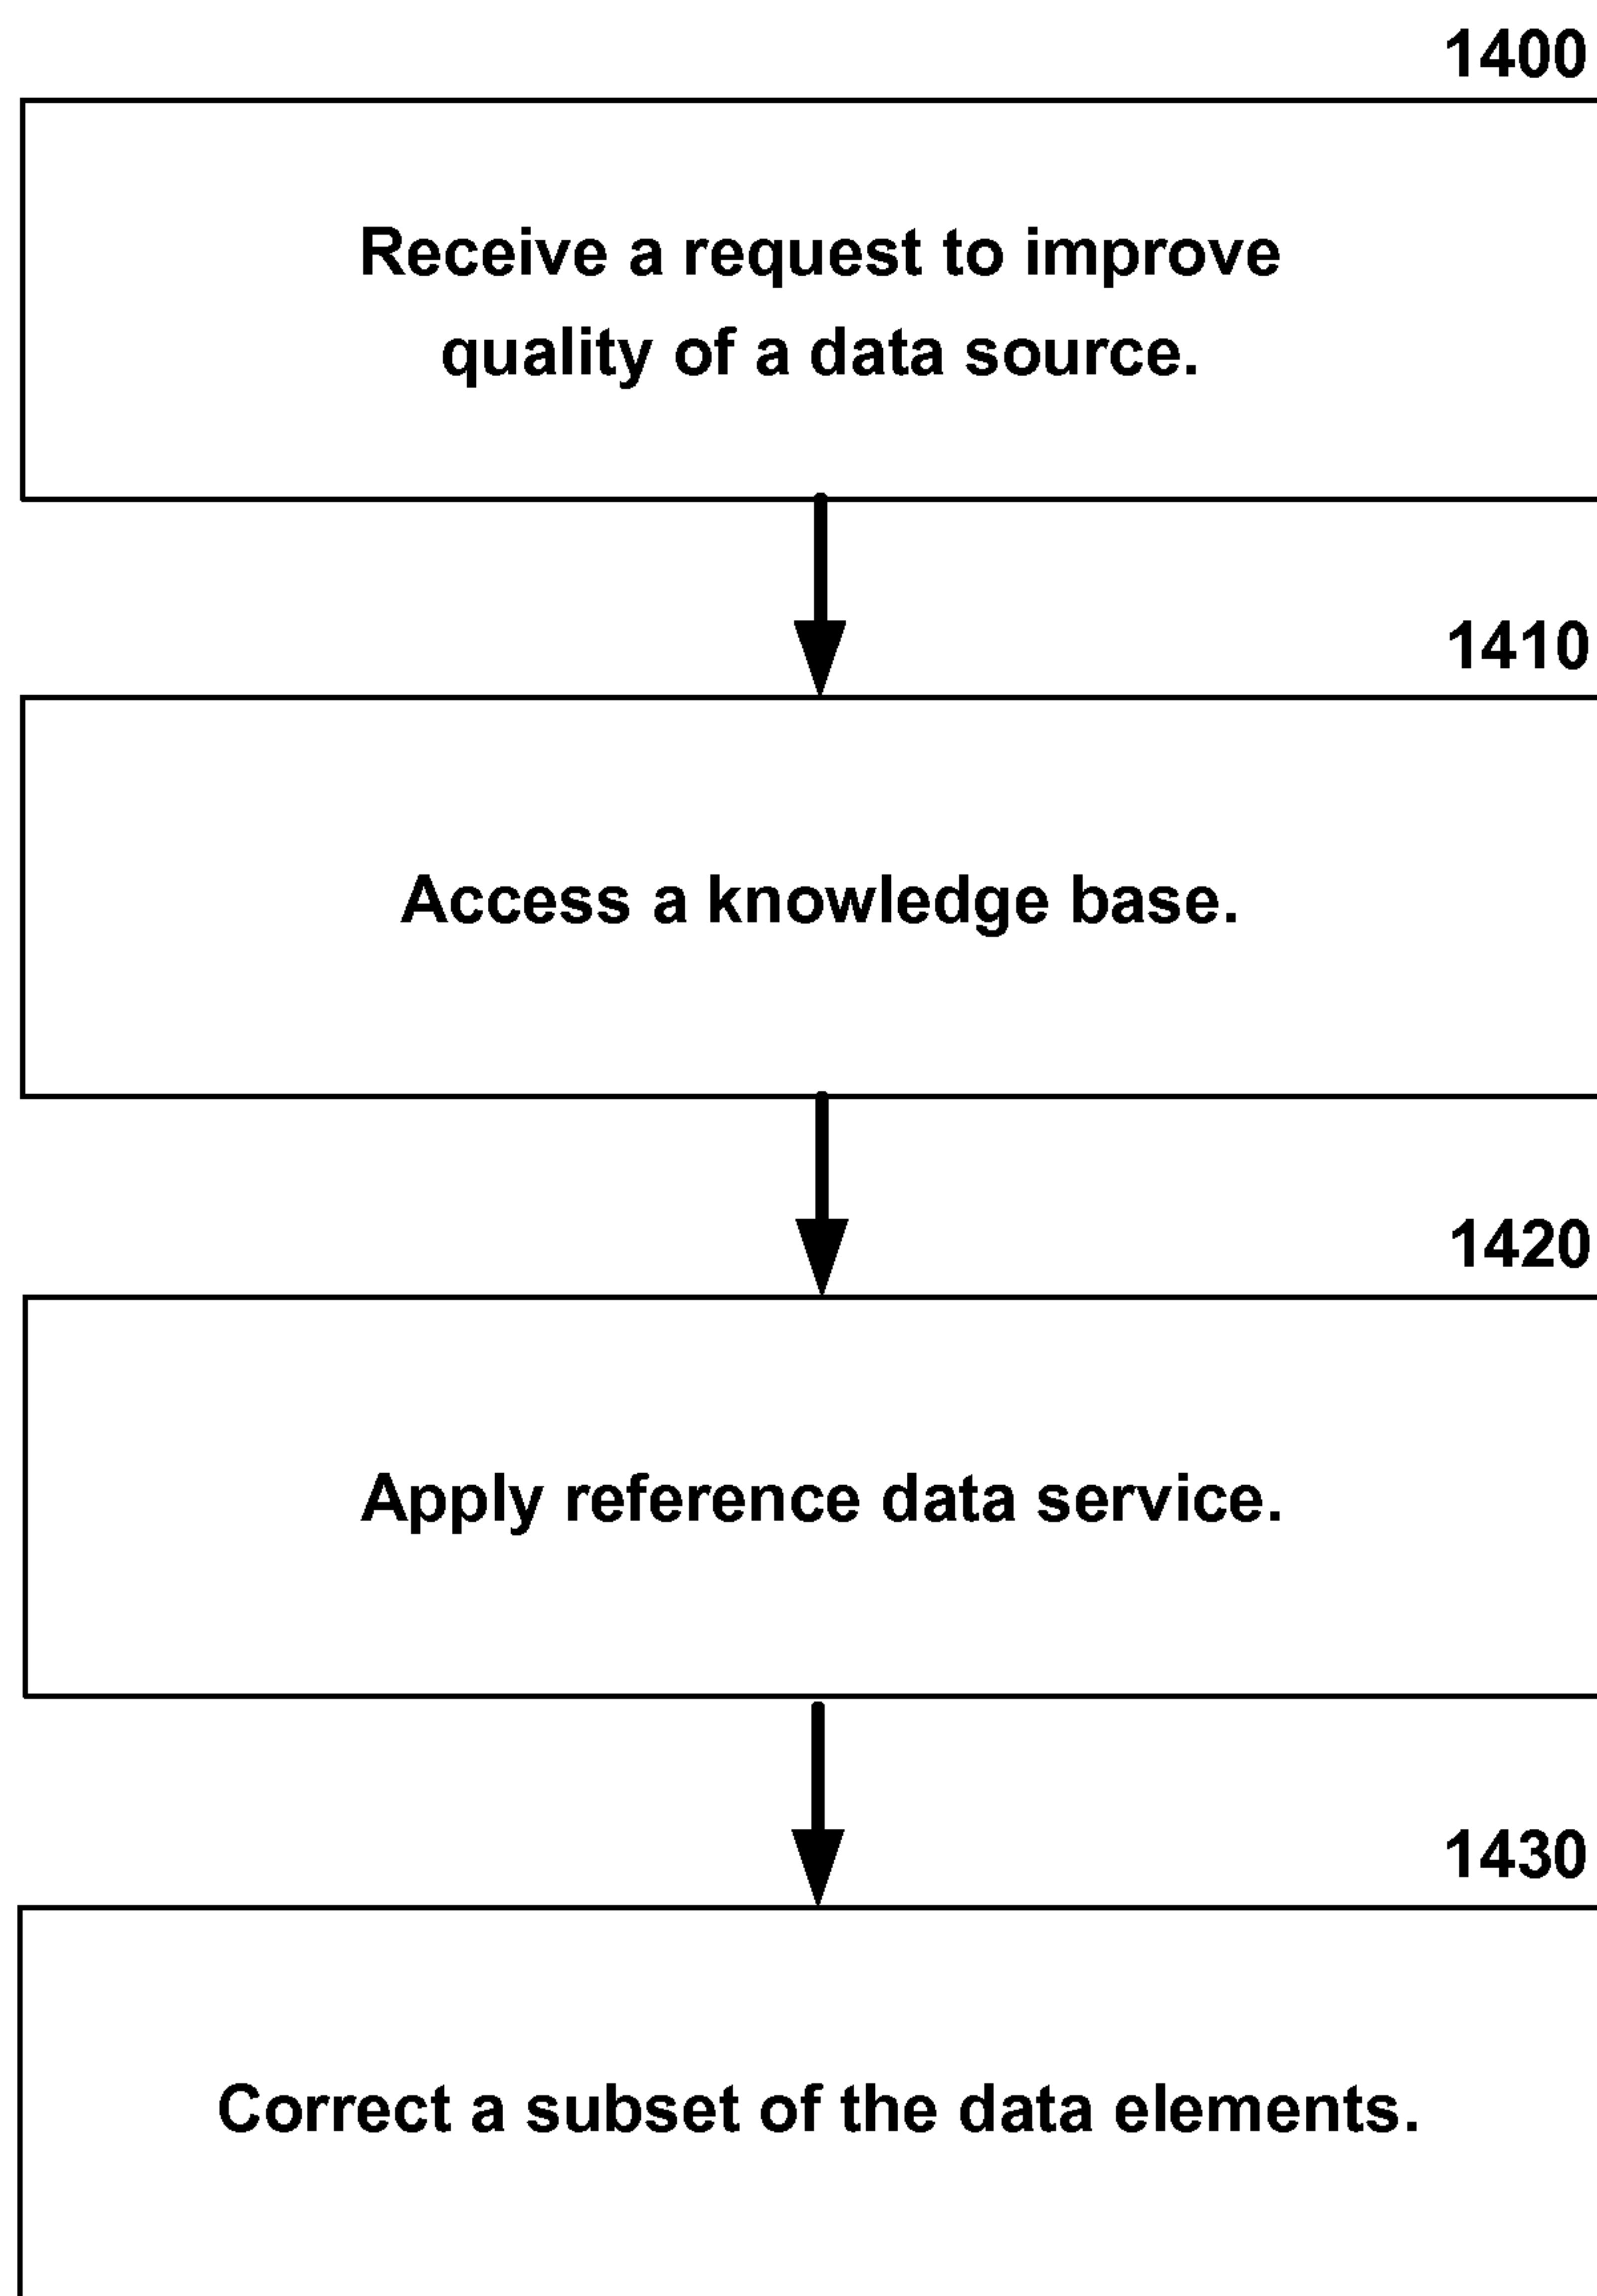 1400
Receive a request to improve
quality of a data source.
1410
Access a knowledge base.
1420
Apply reference data service.
1430
Correct a subset of the data elements.